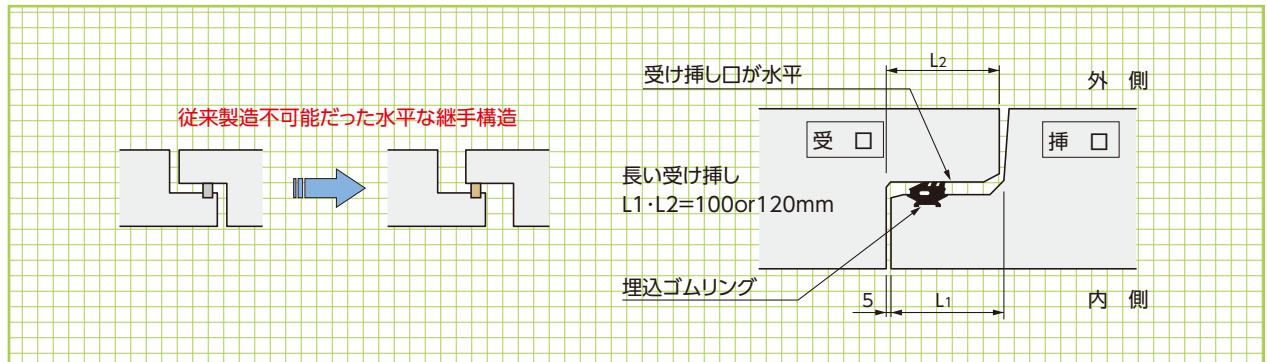 従来製造不可能だった水平な継手構造
受け挿し口が水平
L2
外 側
受 口
挿 口
長い受け挿し
L1・L2=100or120mm
埋込ゴムリング
5
L1
内 側